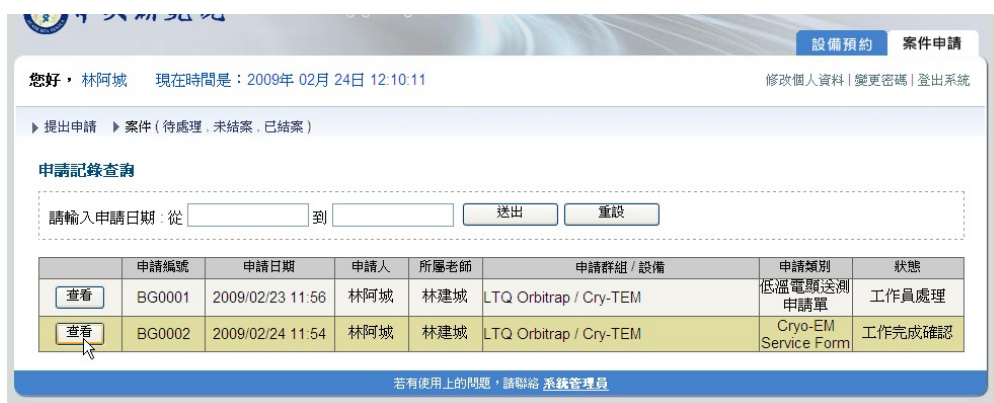 設備預約 案件申請
您好， 林阿城 現在時間是：2009年 02月 24日 12:10:11 修改個人資料 | 變更密碼 | 登出系統
提出申請 案件 ( 待處理 , 未結案 , 已結案 )
申請記錄查詢
請輸入申請日期 : 從 到 送出 重設
申請編號 申請日期 申請人 所屬老師 申請群組 / 設備 申請類別 狀態
查看 BG0001 2009/02/23 11:56 林阿城 林建城 LTQ Orbitrap / Cry-TEM 低溫電顯送測 工作員處理
申請單
查看 BG0002 2009/02/24 11:54 林阿城 林建城 LTQ Orbitrap / Cry-TEM Cryo-EM 工作完成確認
Service Form
若有使用上的問題，請聯絡 系統管理員